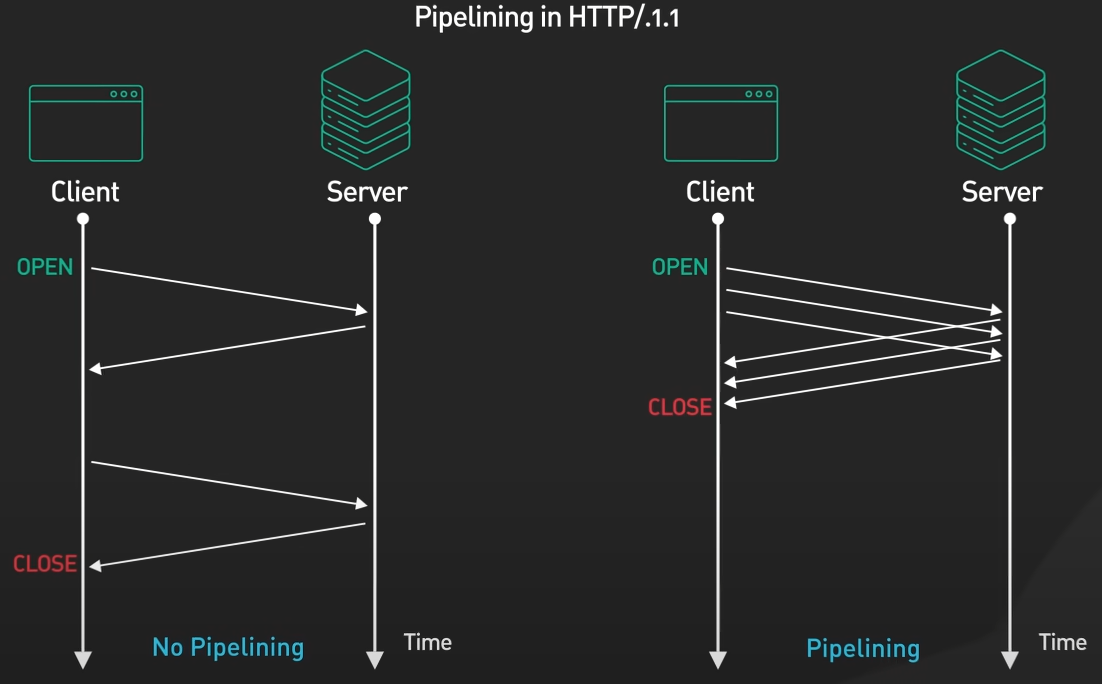 Pipelining in HTTP/.1.1
Client
Server
OPEN
CLOSE
No Pipelining
Time
Client
Server
OPEN
CLOSE
Pipelining
Time